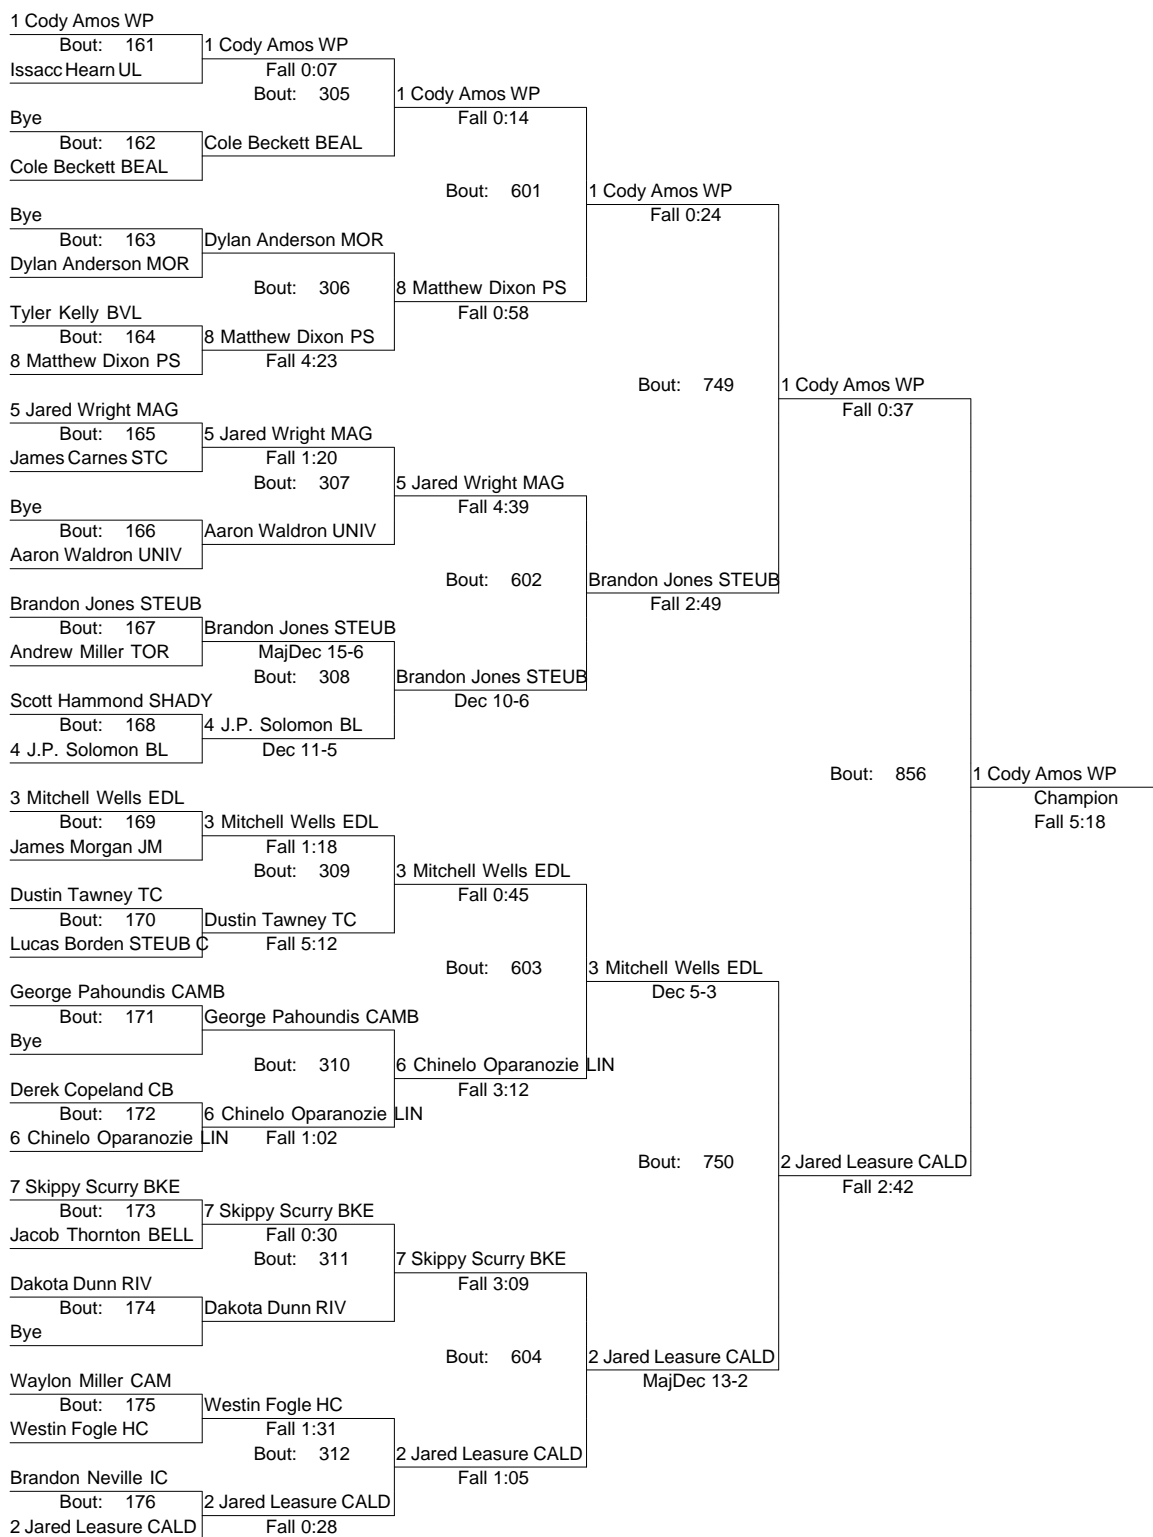 1 Cody Amos WP
Bout: 161
Issacc Hearn UL
1 Cody Amos WP
Fall 0:07
Bout: 305
1 Cody Amos WP
Fall 0:14
Bye
Bout: 162
Cole Beckett BEAL
Cole Beckett BEAL
Bout: 601
1 Cody Amos WP
Fall 0:24
Bye
Bout: 163
Dylan Anderson MOR
Dylan Anderson MOR
Bout: 306
8 Matthew Dixon PS
Fall 0:58
Tyler Kelly BVL
Bout: 164
8 Matthew Dixon PS
8 Matthew Dixon PS
Fall 4:23
Bout: 749
1 Cody Amos WP
Fall 0:37
5 Jared Wright MAG
Bout: 165
James Carnes STC
5 Jared Wright MAG
Fall 1:20
Bout: 307
5 Jared Wright MAG
Fall 4:39
Bye
Bout: 166
Aaron Waldron UNIV
Aaron Waldron UNIV
Bout: 602
Brandon Jones STEUB
Fall 2:49
Brandon Jones STEUB
Bout: 167
Andrew Miller TOR
Brandon Jones STEUB
MajDec 15-6
Bout: 308
Brandon Jones STEUB
Dec 10-6
Scott Hammond SHADY
Bout: 168
4 J.P. Solomon BL
4 J.P. Solomon BL
Dec 11-5
Bout: 856
1 Cody Amos WP
Champion
Fall 5:18
3 Mitchell Wells EDL
Bout: 169
James Morgan JM
3 Mitchell Wells EDL
Fall 1:18
Bout: 309
3 Mitchell Wells EDL
Fall 0:45
Dustin Tawney TC
Bout: 170
Lucas Borden STEUB C
Dustin Tawney TC
Fall 5:12
Bout: 603
3 Mitchell Wells EDL
Dec 5-3
George Pahoundis CAMB
Bout: 171
Bye
George Pahoundis CAMB
Bout: 310
6 Chinelo Oparanozie LIN
Fall 3:12
Derek Copeland CB
Bout: 172
6 Chinelo Oparanozie LIN
6 Chinelo Oparanozie LIN
Fall 1:02
Bout: 750
2 Jared Leasure CALD
Fall 2:42
7 Skippy Scurry BKE
Bout: 173
Jacob Thornton BELL
7 Skippy Scurry BKE
Fall 0:30
Bout: 311
7 Skippy Scurry BKE
Fall 3:09
Dakota Dunn RIV
Bout: 174
Bye
Dakota Dunn RIV
Bout: 604
2 Jared Leasure CALD
MajDec 13-2
Waylon Miller CAM
Bout: 175
Westin Fogle HC
Westin Fogle HC
Fall 1:31
Bout: 312
2 Jared Leasure CALD
Fall 1:05
Brandon Neville IC
Bout: 176
2 Jared Leasure CALD
2 Jared Leasure CALD
Fall 0:28